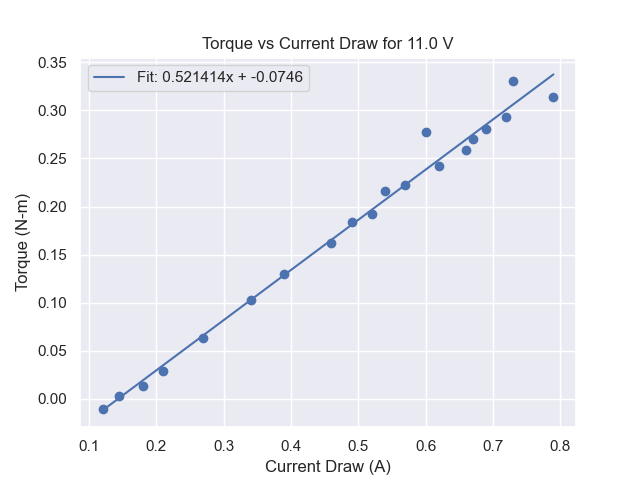 Torque vs Current Draw for 11.0 V
Fit: 0.521414x + -0.0746
0.35
0.30
0.25
0.20
0.15
0.10
0.05
0.00
Torque (N-m)
0.1 0.2 0.3 0.4 0.5 0.6 0.7 0.8
Current Draw (A)